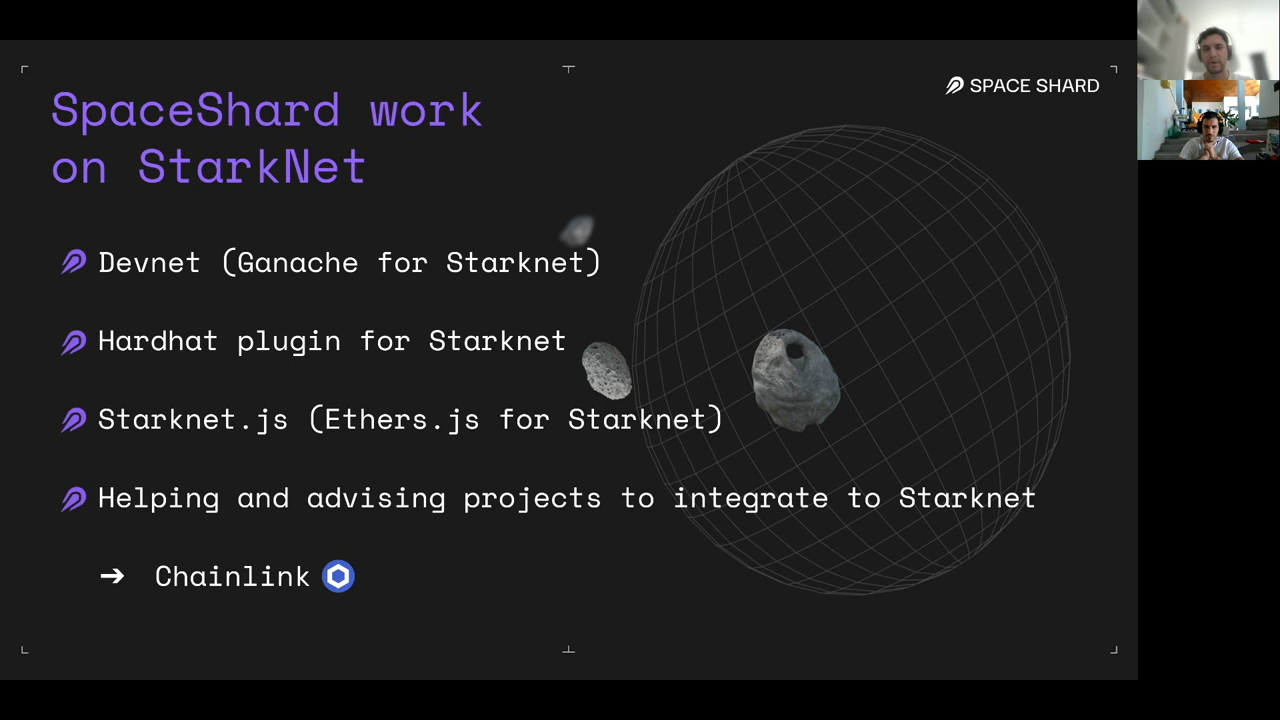 SPACE SHARD
SpaceShard work
on StarkNet
Devnet (Ganache for Starknet)
Hardhat plugin for Starknet
Starknet.js (Ethers.js for Starknet)
Helping and advising projects to integrate to Starknet
➔ Chainlink